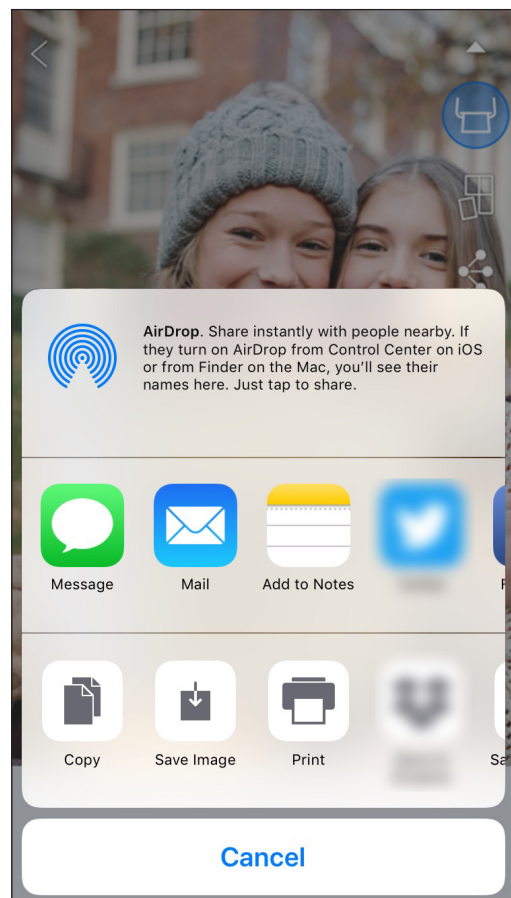 AirDrop. Share instantly with people nearby. If
they turn on AirDrop from Control Center on iOS
or from Finder on the Mac, you’ll see their
names here. Just tap to share.
Message
Mail
Add to Notes
Copy
Save Image
Print
Cancel